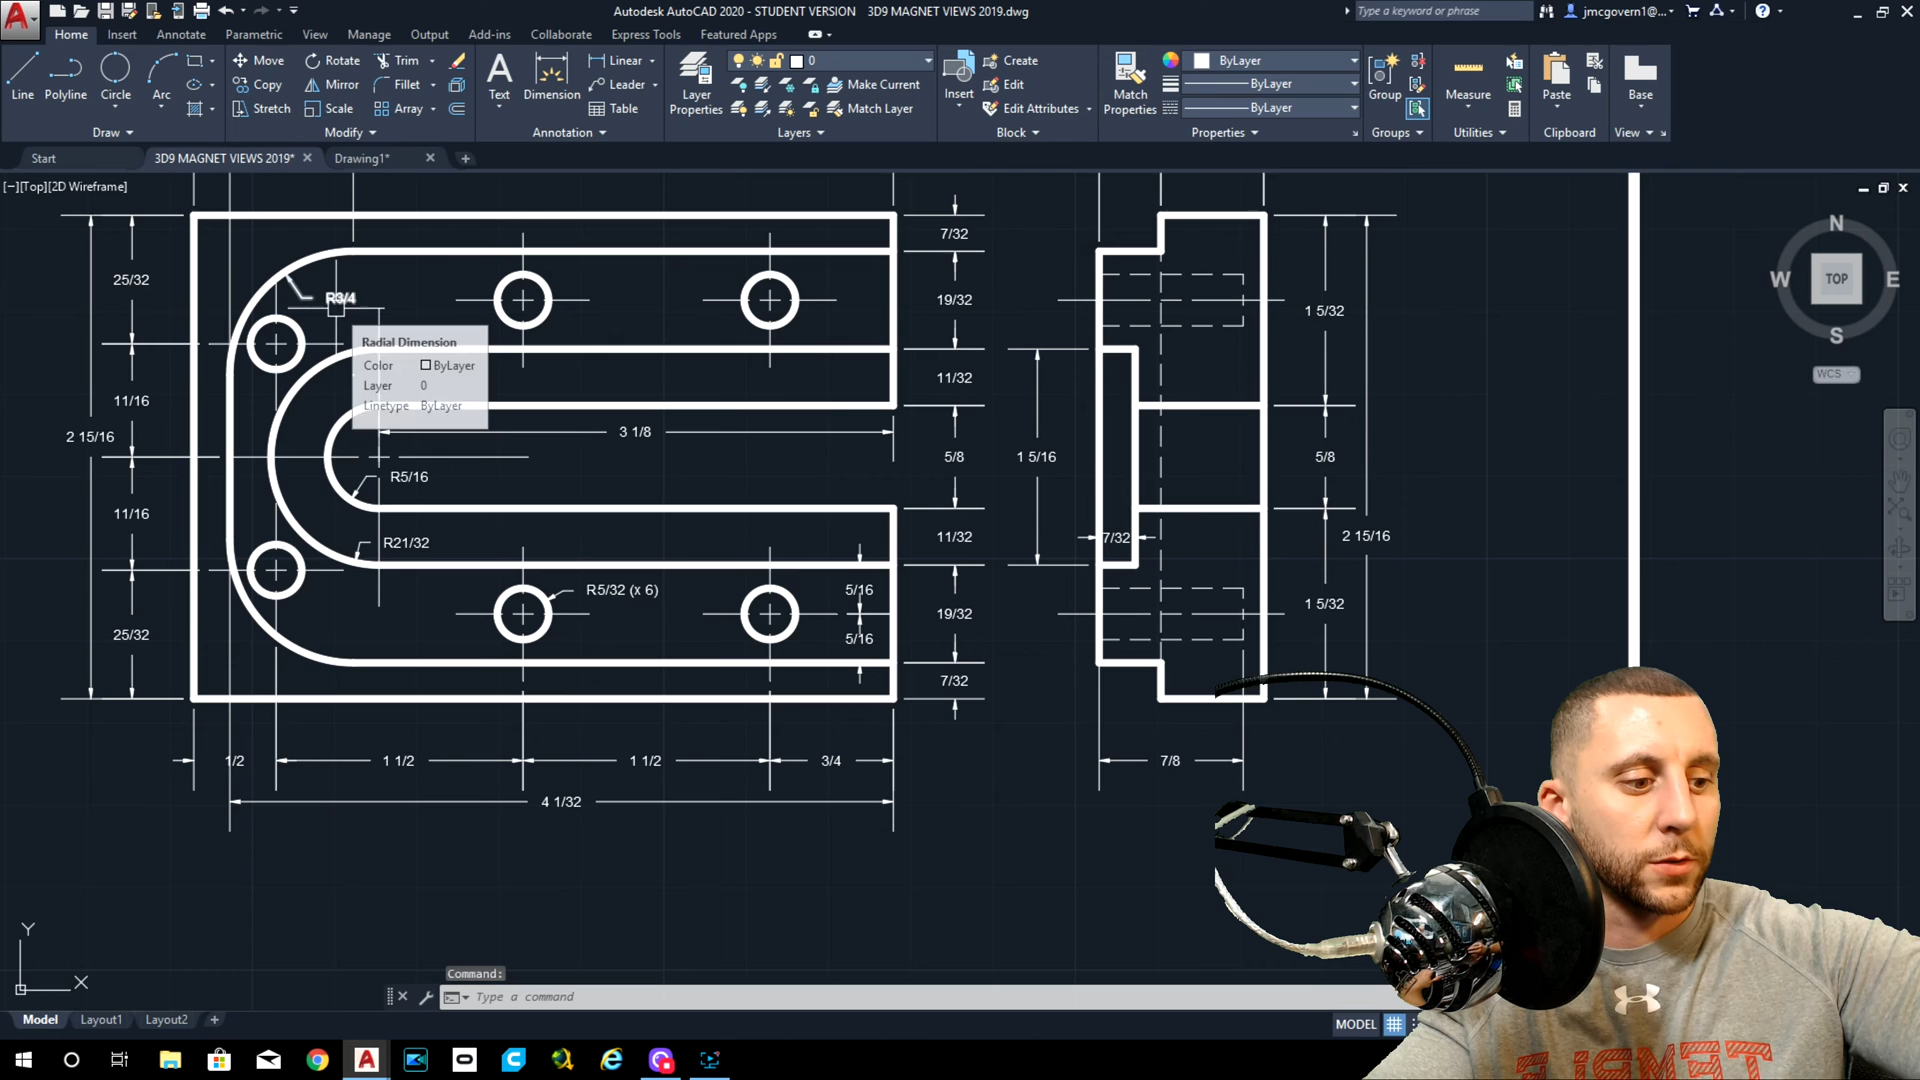 Autodesk AutoCAD 2020 - STUDENT VERSION 3D9 MAGNET VIEWS 2019.dwg
Type a keyword or phrase
jmcgovern1@...
Home Insert Annotate Parametric View Manage Output Add-ins Collaborate Express Tools Featured Apps
Line Polyline Circle Arc
Move Rotate Trim
Copy Mirror Fillet
Stretch Scale Array
Text Dimension
Linear
Leader
Table
Layer Properties
0
Make Current
Match Layer
Insert
Create
Edit
Edit Attributes
Match Properties
ByLayer
ByLayer
ByLayer
Group Measure Paste Base
Draw Modify Annotation Layers Block Properties Groups Utilities Clipboard View
Start 3D9 MAGNET VIEWS 2019* Drawing1*
[−][Top][2D Wireframe]
N
W TOP E
S
WCS
25/32
11/16
2 15/16
11/16
25/32
R3/4
Radial Dimension
Color ByLayer
Layer 0
Linetype ByLayer
3 1/8
R5/16
R21/32
R5/32 (x 6)
5/16
5/16
7/32
19/32
11/32
5/8
11/32
19/32
7/32
1/2 1 1/2 1 1/2 3/4
4 1/32
1 5/16
7/32
7/8
1 5/32
5/8
1 5/32
2 15/16
Y
X
Command:
Type a command
Model Layout1 Layout2 +
MODEL
TEMPLE